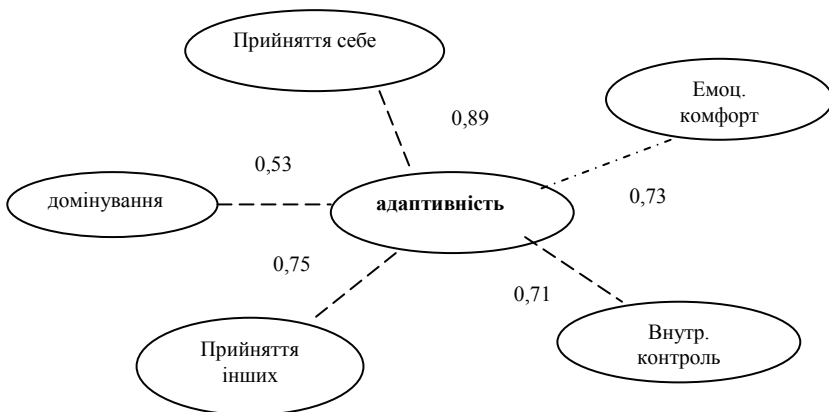 Прийняття себе
Емоц.
комфорт
0,89
0,53
домінування
адаптивність
0,73
0,75
0,71
Прийняття
інших
Внутр.
контроль